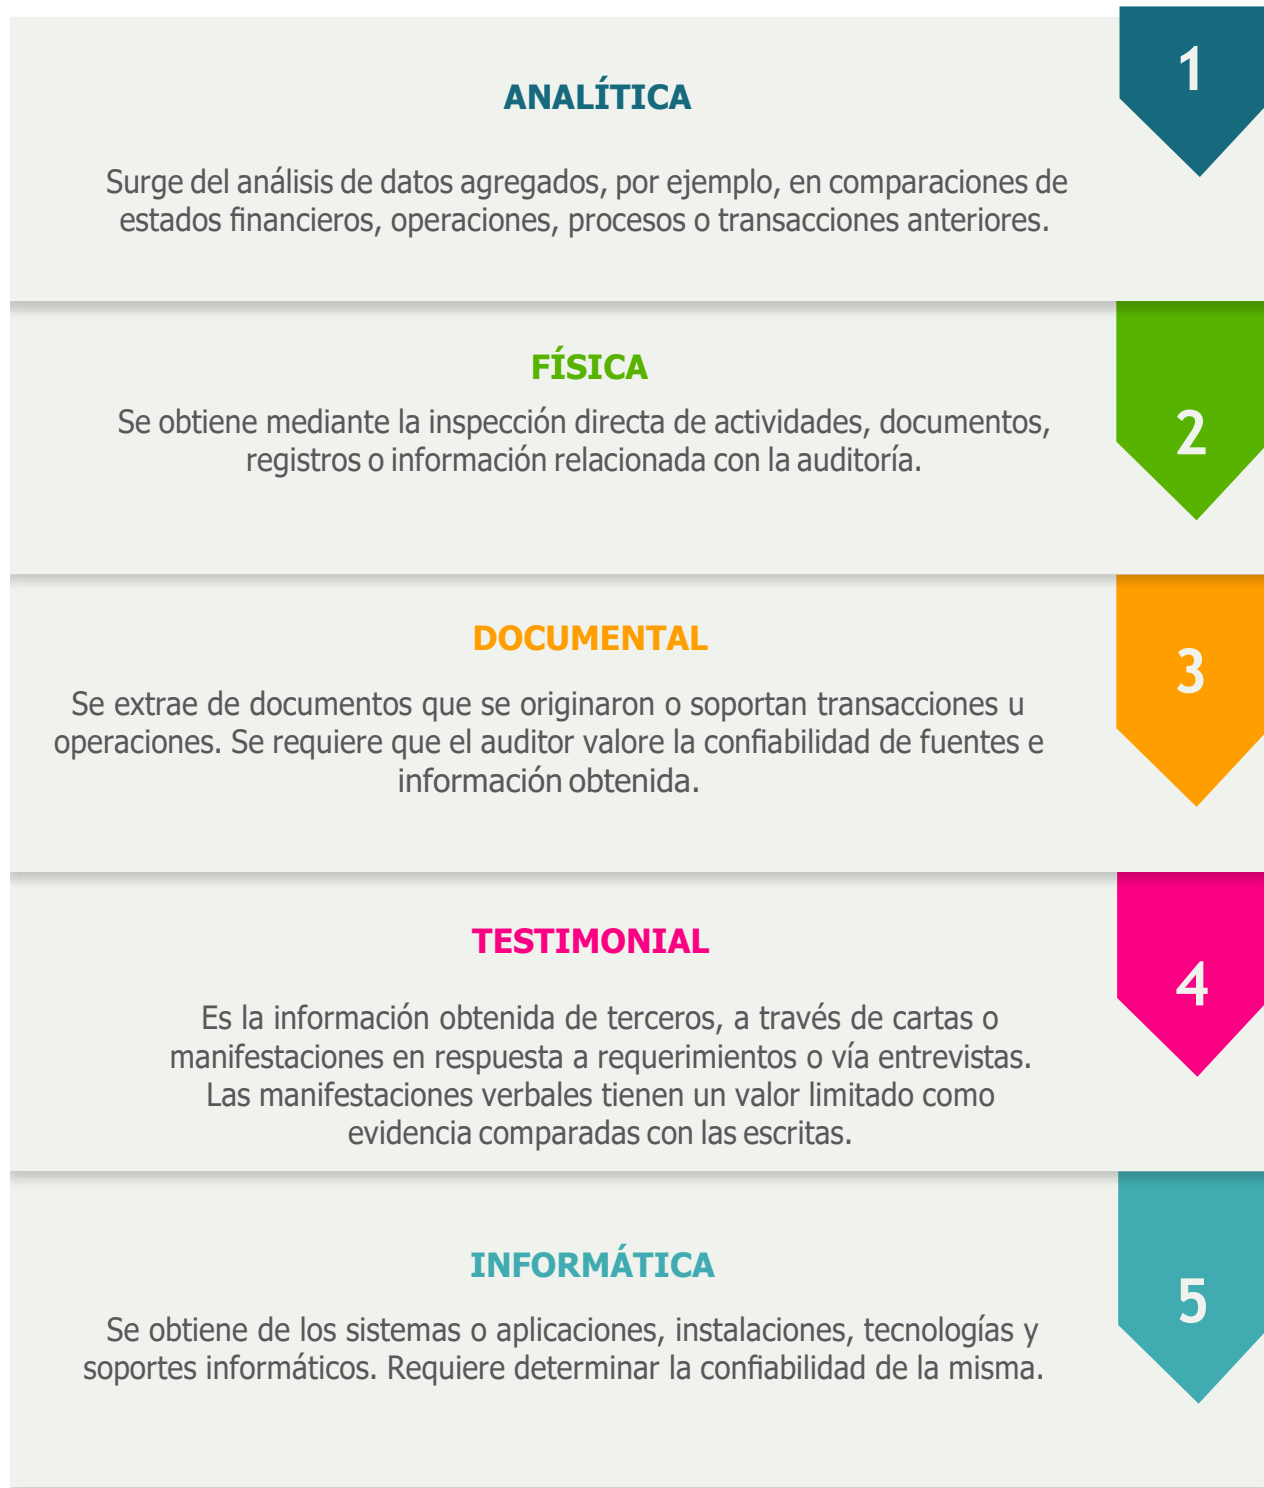 1
ANALÍTICA
Surge del análisis de datos agregados, por ejemplo, en comparaciones de
estados financieros, operaciones, procesos o transacciones anteriores.
FÍSICA
Se obtiene mediante la inspección directa de actividades, documentos,
registros o información relacionada con la auditoría.
2
DOCUMENTAL
3
Se extrae de documentos que se originaron o soportan transacciones u
operaciones. Se requiere que el auditor valore la confiabilidad de fuentes e
información obtenida.
TESTIMONIAL
4
Es la información obtenida de terceros, a través de cartas o
manifestaciones en respuesta a requerimientos o vía entrevistas.
Las manifestaciones verbales tienen un valor limitado como
evidencia comparadas con las escritas.
INFORMÁTICA
5
Se obtiene de los sistemas o aplicaciones, instalaciones, tecnologías y
soportes informáticos. Requiere determinar la confiabilidad de la misma.